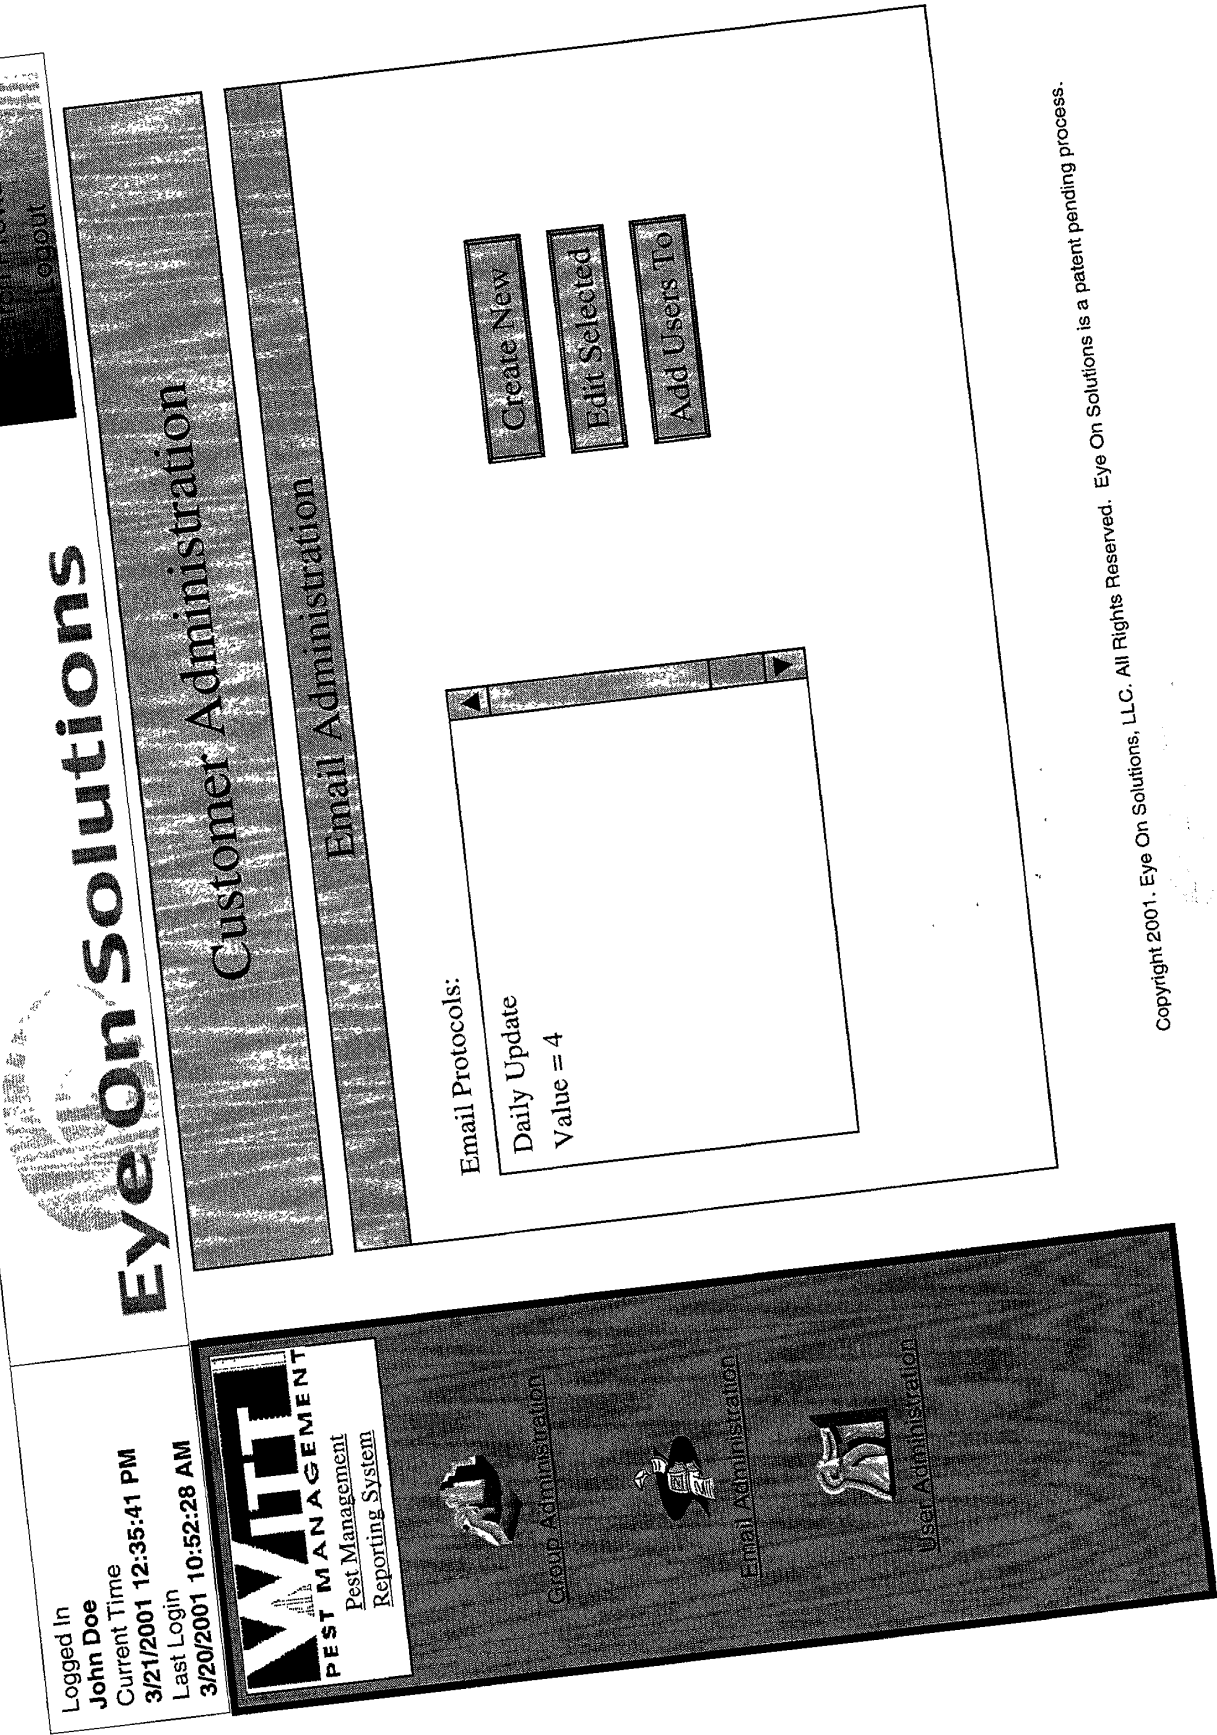 Logged In
John Doe
Current Time
3/21/2001 12:35:41 PM
Last Login
3/20/2001 10:52:28 AM
Eye On Solutions
Logout
WITT
PEST MANAGEMENT
Pest Management
Reporting System
Group Administration
Email Administration
User Administration
Customer Administration
Email Administration
Email Protocols:
Daily Update
Value = 4
Create New
Edit Selected
Add Users To
Copyright 2001. Eye On Solutions, LLC. All Rights Reserved. Eye On Solutions is a patent pending process.